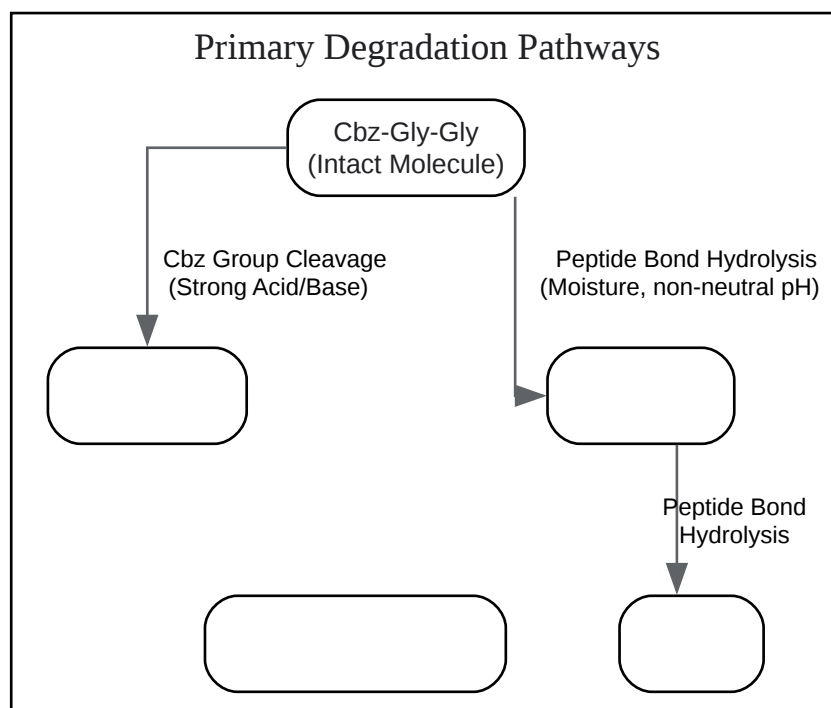 Primary Degradation Pathways
Cbz-Gly-Gly
(Intact Molecule)
Cbz Group Cleavage
(Strong Acid/Base)
Peptide Bond Hydrolysis
(Moisture, non-neutral pH)
Peptide Bond
Hydrolysis